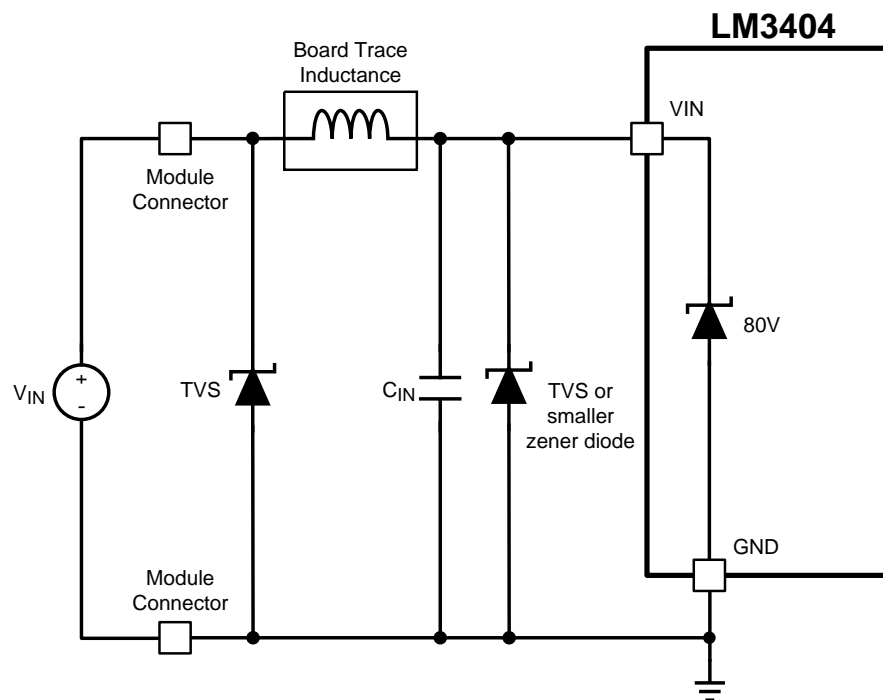 LM3404
Board Trace
Inductance
VIN
Module
Connector
80V
VIN
+
-
TVS
CIN
TVS or
smaller
zener diode
GND
Module
Connector